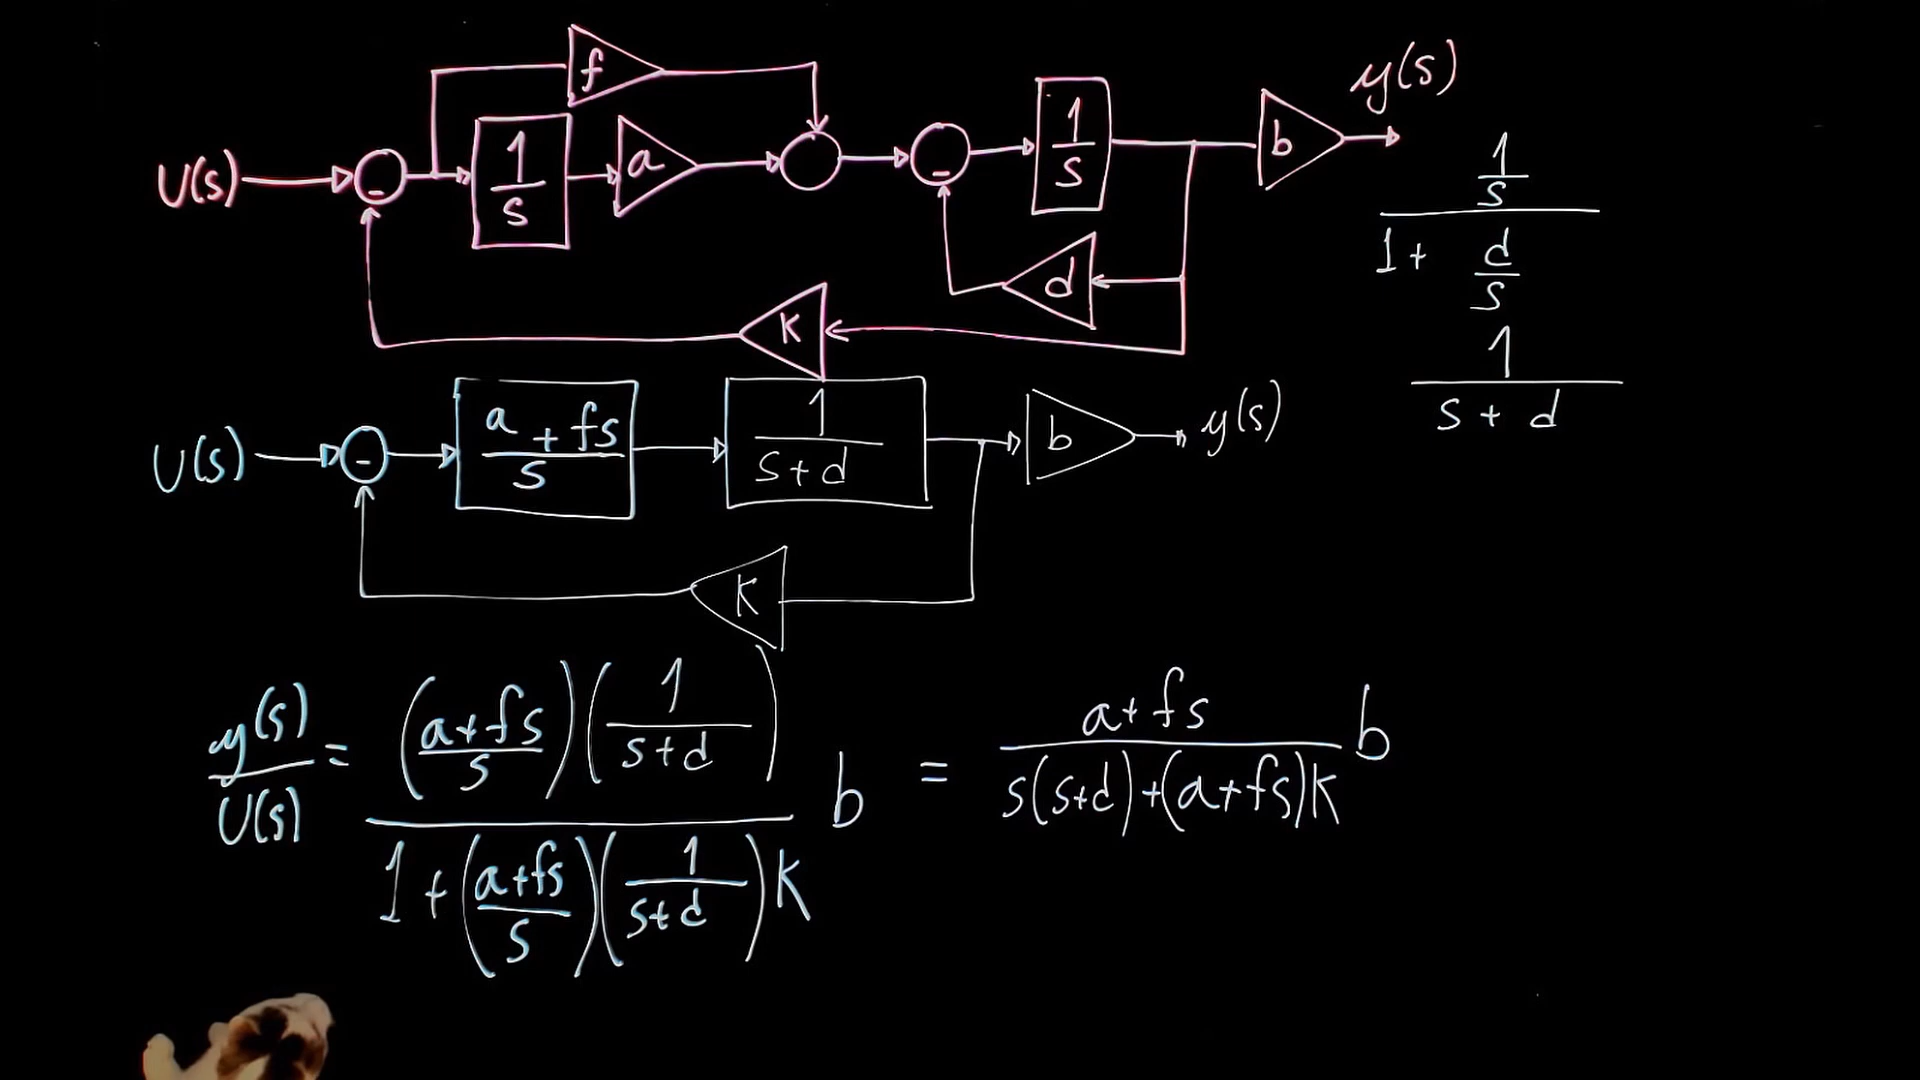 f
U(s) - 1/s a - 1/s b y(s)
d
K
(1/s)/(1 + d/s)
1/(s + d)
U(s) - (a + fs)/s 1/(s + d) b y(s)
K
y(s)/U(s) = ((a+fs)/s)(1/(s+d))/(1 + ((a+fs)/s)(1/(s+d))K) b = (a+fs)/(s(s+d)+(a+fs)K) b